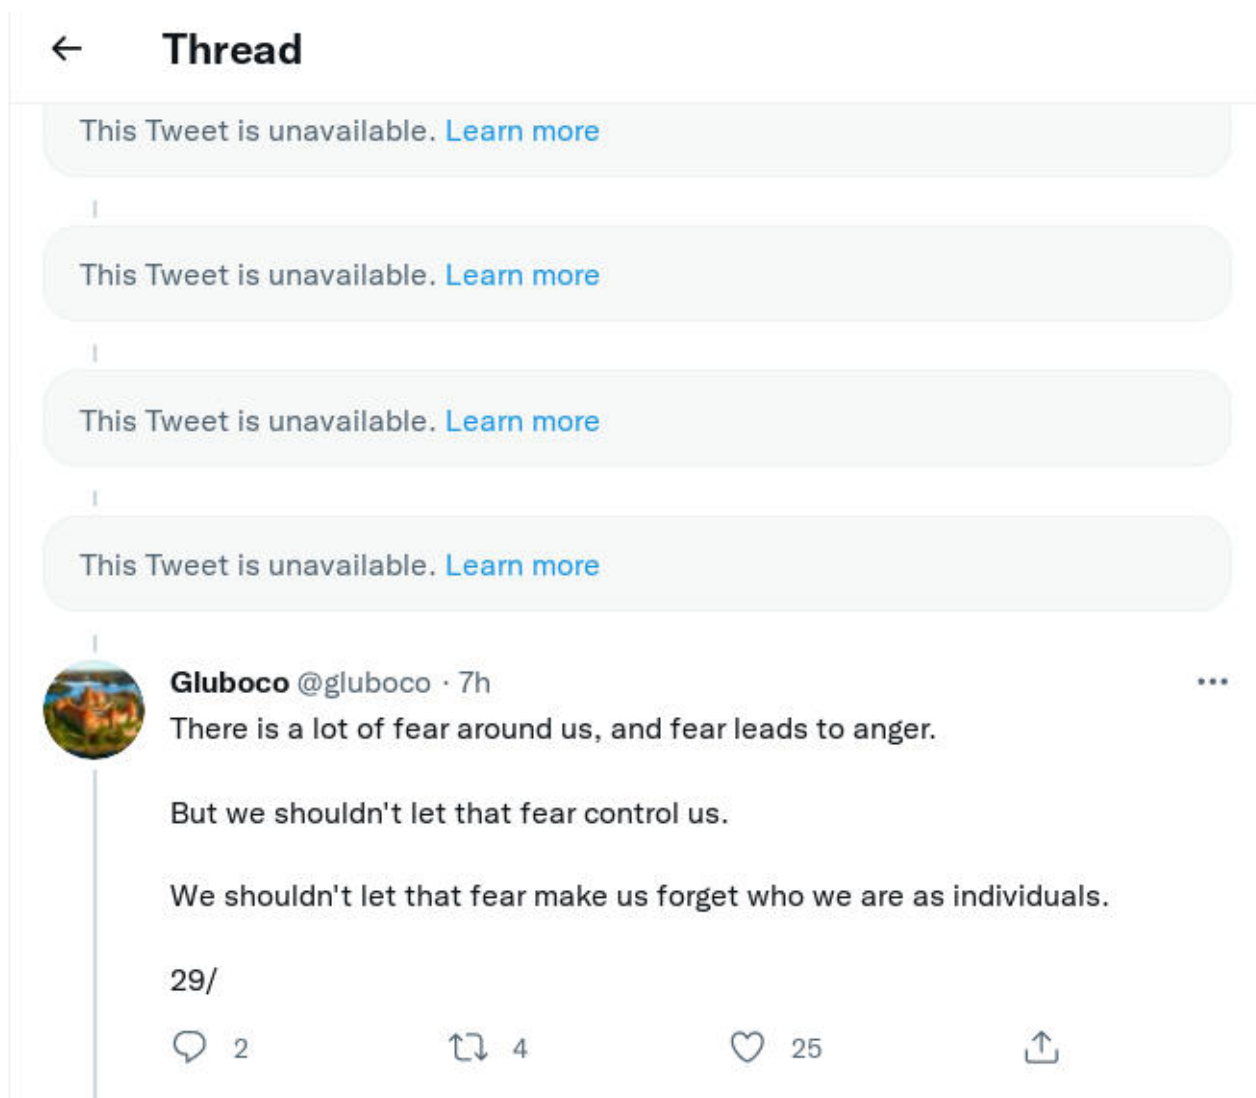 Thread
This Tweet is unavailable. Learn more
This Tweet is unavailable. Learn more
This Tweet is unavailable. Learn more
This Tweet is unavailable. Learn more
Gluboco @gluboco · 7h
There is a lot of fear around us, and fear leads to anger.
But we shouldn't let that fear control us.
We shouldn't let that fear make us forget who we are as individuals.
29/
2 4 25